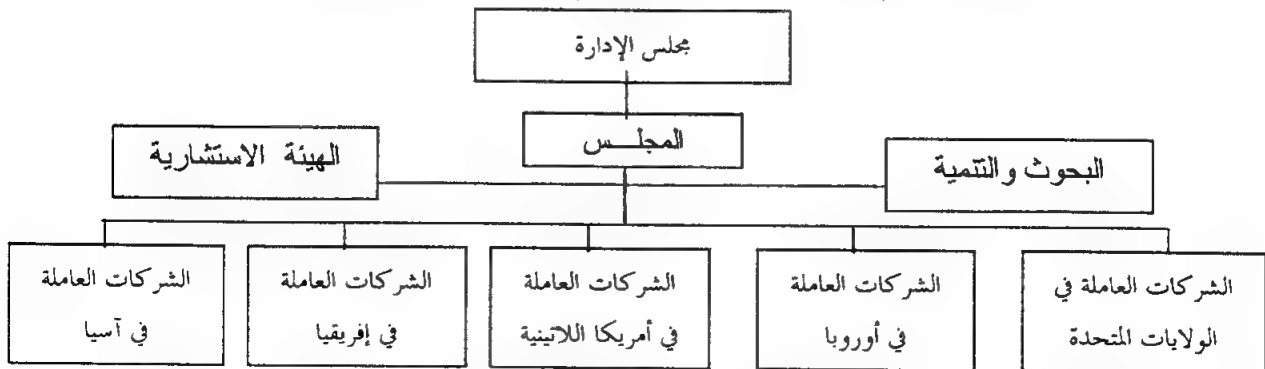 مجلس الإدارة
المجلـــس
البحوث والتنمية
الهيئة الاستشارية
الشركات العاملة في
الولايات المتحدة
الشركات العاملة
في أوروبا
الشركات العاملة
في أمريكا اللاتينية
الشركات العاملة
في إفريقيا
الشركات العاملة
في آسيا